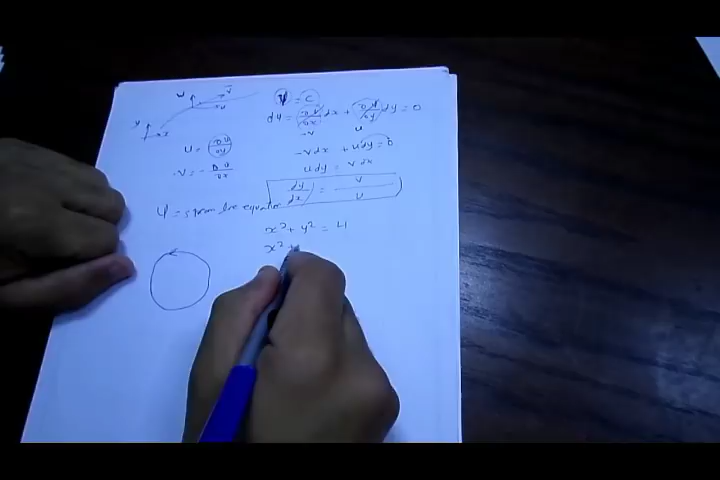 ψ = C
dψ = ∂ψ/∂x dx + ∂ψ/∂y dy = 0
-v u
-v dx + u dy = 0
u dy = v dx
dy/dx = v/u
v V u
y x
u = ∂ψ/∂y
-v = - ∂ψ/∂x
ψ = stream line equation
x² + y² = 4
x² +